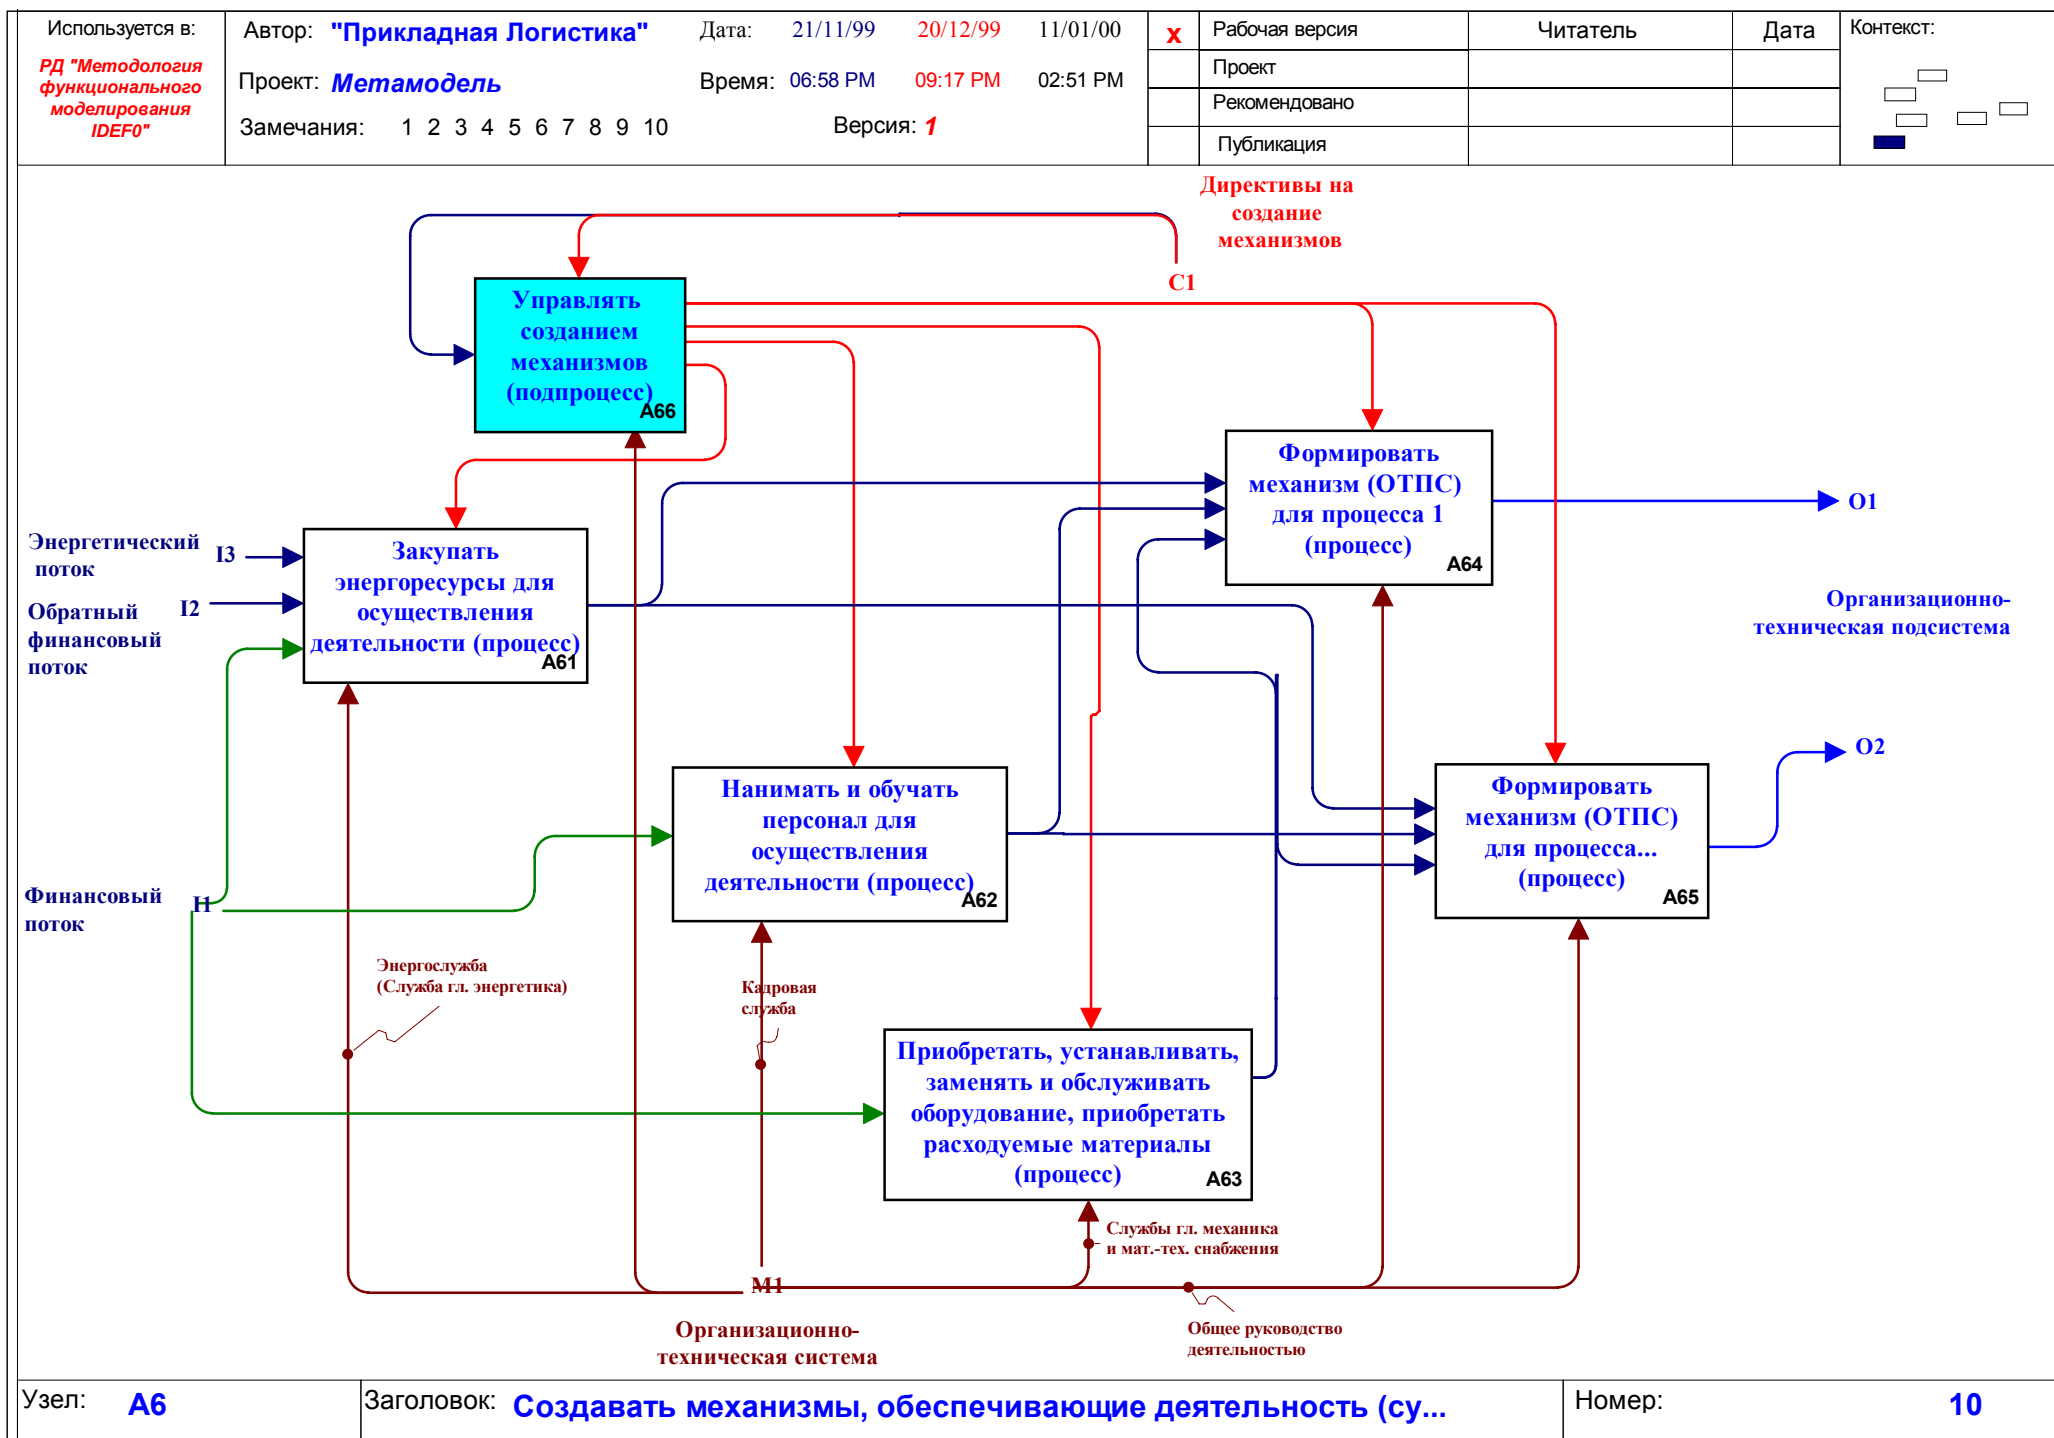 Используется в:
РД "Методология
функционального
моделирования
IDEF0"
Автор: "Прикладная Логистика"
Дата: 21/11/99 20/12/99 11/01/00
Проект: Метамодель
Время: 06:58 PM 09:17 PM 02:51 PM
Замечания: 1 2 3 4 5 6 7 8 9 10
Версия: 1
x Рабочая версия
Проект
Рекомендовано
Публикация
Читатель
Дата
Контекст:
Директивы на
создание
механизмов
C1
Управлять
созданием
механизмов
(подпроцесс)
A66
Формировать
механизм (ОТПС)
для процесса 1
(процесс)
A64
O1
Энергетический
поток
I3
Обратный
финансовый
поток
I2
Закупать
энергоресурсы для
осуществления
деятельности (процесс)
A61
Организационно-
техническая подсистема
O2
Нанимать и обучать
персонал для
осуществления
деятельности (процесс)
A62
Формировать
механизм (ОТПС)
для процесса...
(процесс)
A65
Финансовый
поток
I1
Энергослужба
(Служба гл. энергетика)
Кадровая
служба
Приобретать, устанавливать,
заменять и обслуживать
оборудование, приобретать
расходуемые материалы
(процесс)
A63
Службы гл. механика
и мат.-тех. снабжения
M1
Организационно-
техническая система
Общее руководство
деятельностью
Узел: A6
Заголовок: Создавать механизмы, обеспечивающие деятельность (су...
Номер: 10